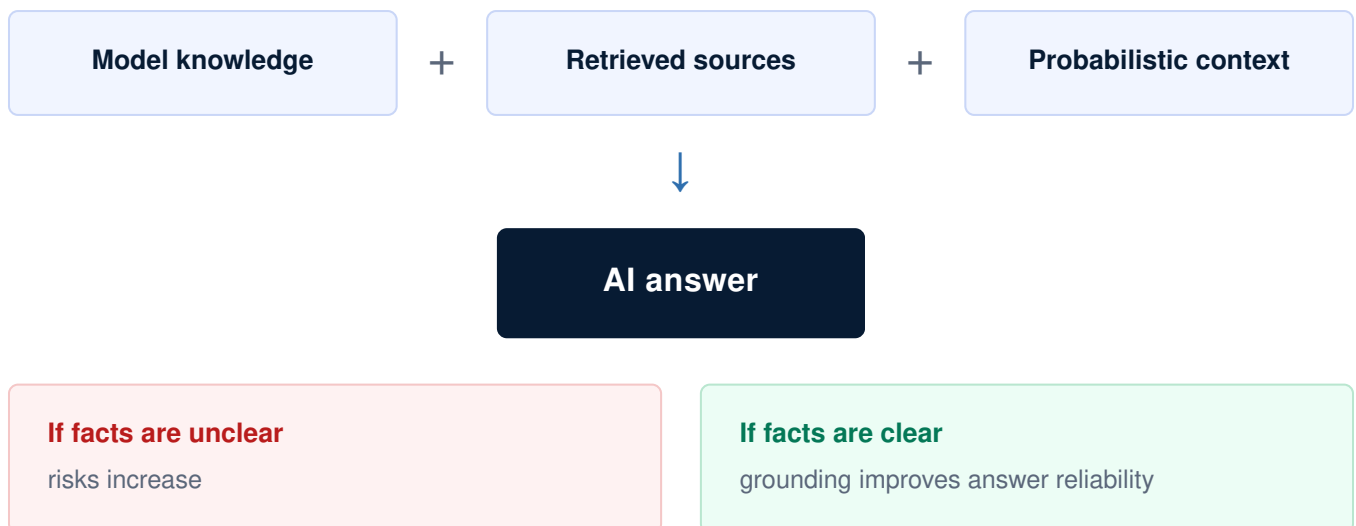 Model knowledge + Retrieved sources + Probabilistic context
↓
AI answer
If facts are unclear
risks increase
If facts are clear
grounding improves answer reliability